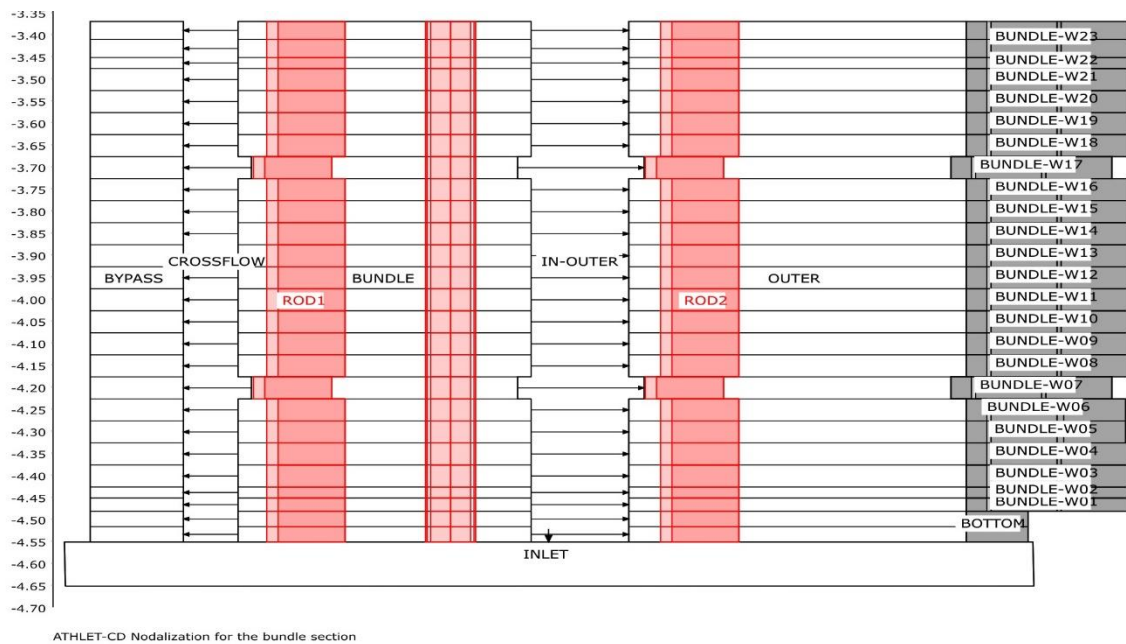 -3.35
-3.40
BUNDLE-W23
-3.45
BUNDLE-W22
-3.50
BUNDLE-W21
-3.55
BUNDLE-W20
-3.60
BUNDLE-W19
-3.65
BUNDLE-W18
-3.70
BUNDLE-W17
-3.75
BUNDLE-W16
-3.80
BUNDLE-W15
-3.85
BUNDLE-W14
-3.90
CROSSFLOW
IN-OUTER
BUNDLE-W13
-3.95
BYPASS
BUNDLE
OUTER
BUNDLE-W12
-4.00
ROD1
ROD2
BUNDLE-W11
-4.05
BUNDLE-W10
-4.10
BUNDLE-W09
-4.15
BUNDLE-W08
-4.20
BUNDLE-W07
-4.25
BUNDLE-W06
-4.30
BUNDLE-W05
-4.35
BUNDLE-W04
-4.40
BUNDLE-W03
-4.45
BUNDLE-W02
BUNDLE-W01
-4.50
BOTTOM
-4.55
INLET
-4.60
-4.65
-4.70
ATHLET-CD Nodalization for the bundle section